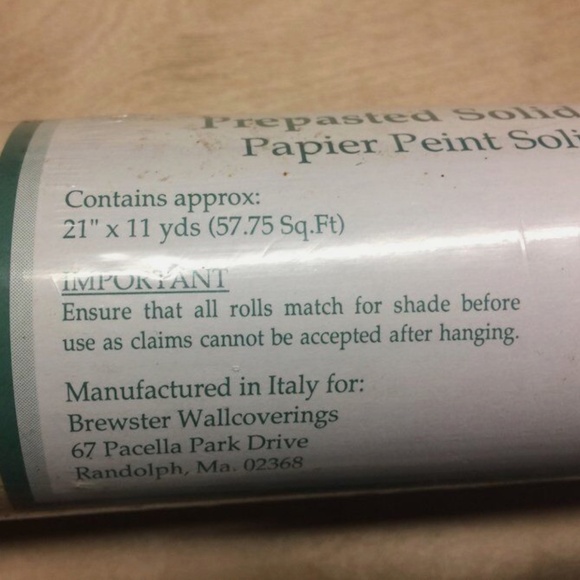 Prepasted Solid
Papier Peint Soli
Contains approx:
21" x 11 yds (57.75 Sq.Ft)
IMPORTANT
Ensure that all rolls match for shade before
use as claims cannot be accepted after hanging.
Manufactured in Italy for:
Brewster Wallcoverings
67 Pacella Park Drive
Randolph, Ma. 02368